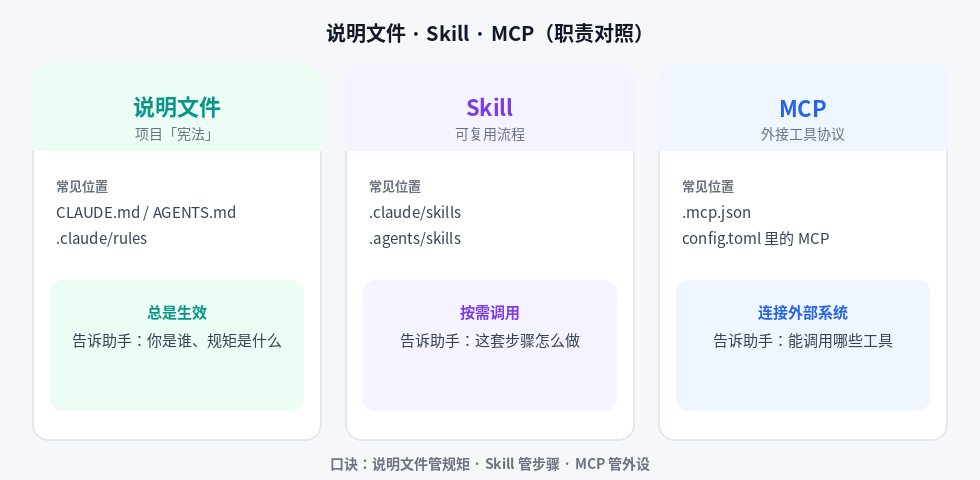 说明文件 · Skill · MCP（职责对照）
说明文件
项目「宪法」
常见位置
CLAUDE.md / AGENTS.md
.claude/rules
总是生效
告诉助手：你是谁、规矩是什么
Skill
可复用流程
常见位置
.claude/skills
.agents/skills
按需调用
告诉助手：这套步骤怎么做
MCP
外接工具协议
常见位置
.mcp.json
config.toml 里的 MCP
连接外部系统
告诉助手：能调用哪些工具
口诀：说明文件管规矩 · Skill 管步骤 · MCP 管外设